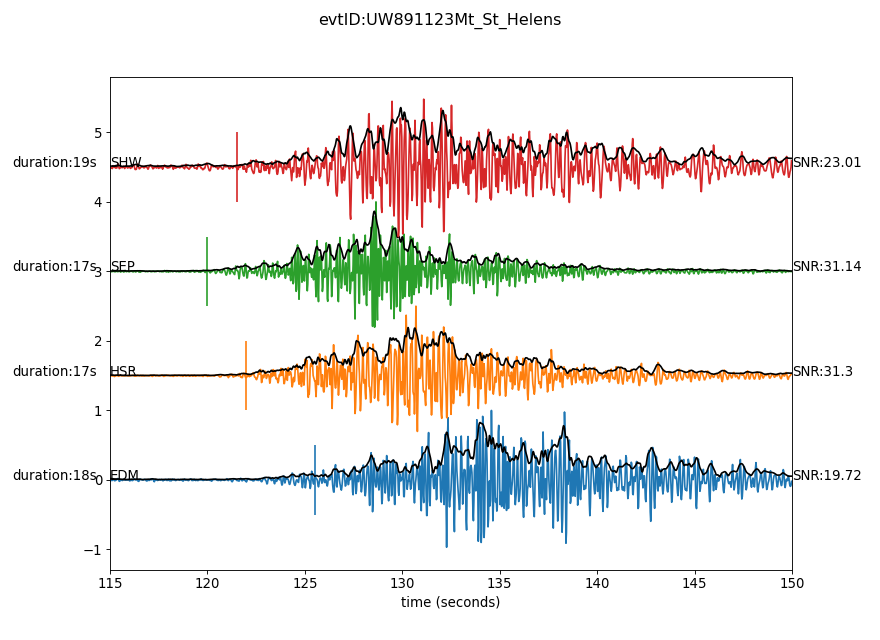 evtID:UW891123Mt_St_Helens
5
duration:19s SHW SNR:23.01
4
duration:17s 3 SEP SNR:31.14
2
duration:17s HSR SNR:31.3
1
duration:18s 0 EDM SNR:19.72
−1
115 120 125 130 135 140 145 150
time (seconds)